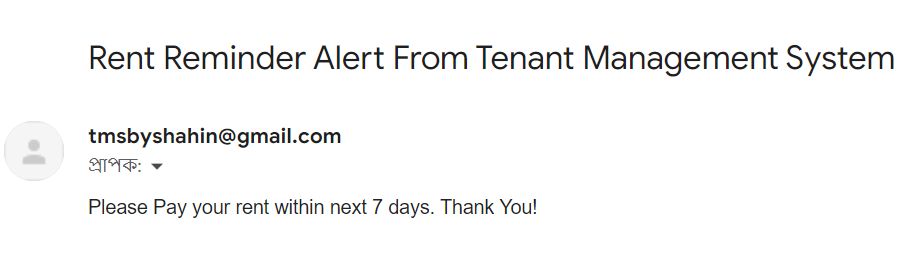 Rent Reminder Alert From Tenant Management System
tmsbyshahin@gmail.com
প্রাপক:
Please Pay your rent within next 7 days. Thank You!